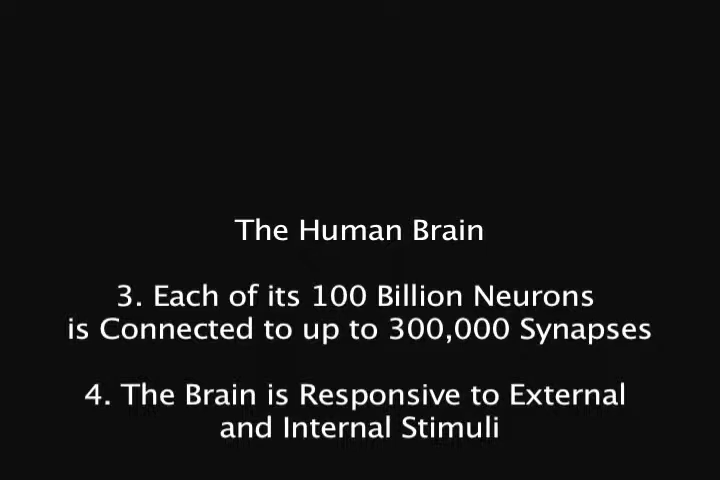 The Human Brain
3. Each of its 100 Billion Neurons
is Connected to up to 300,000 Synapses
4. The Brain is Responsive to External
and Internal Stimuli